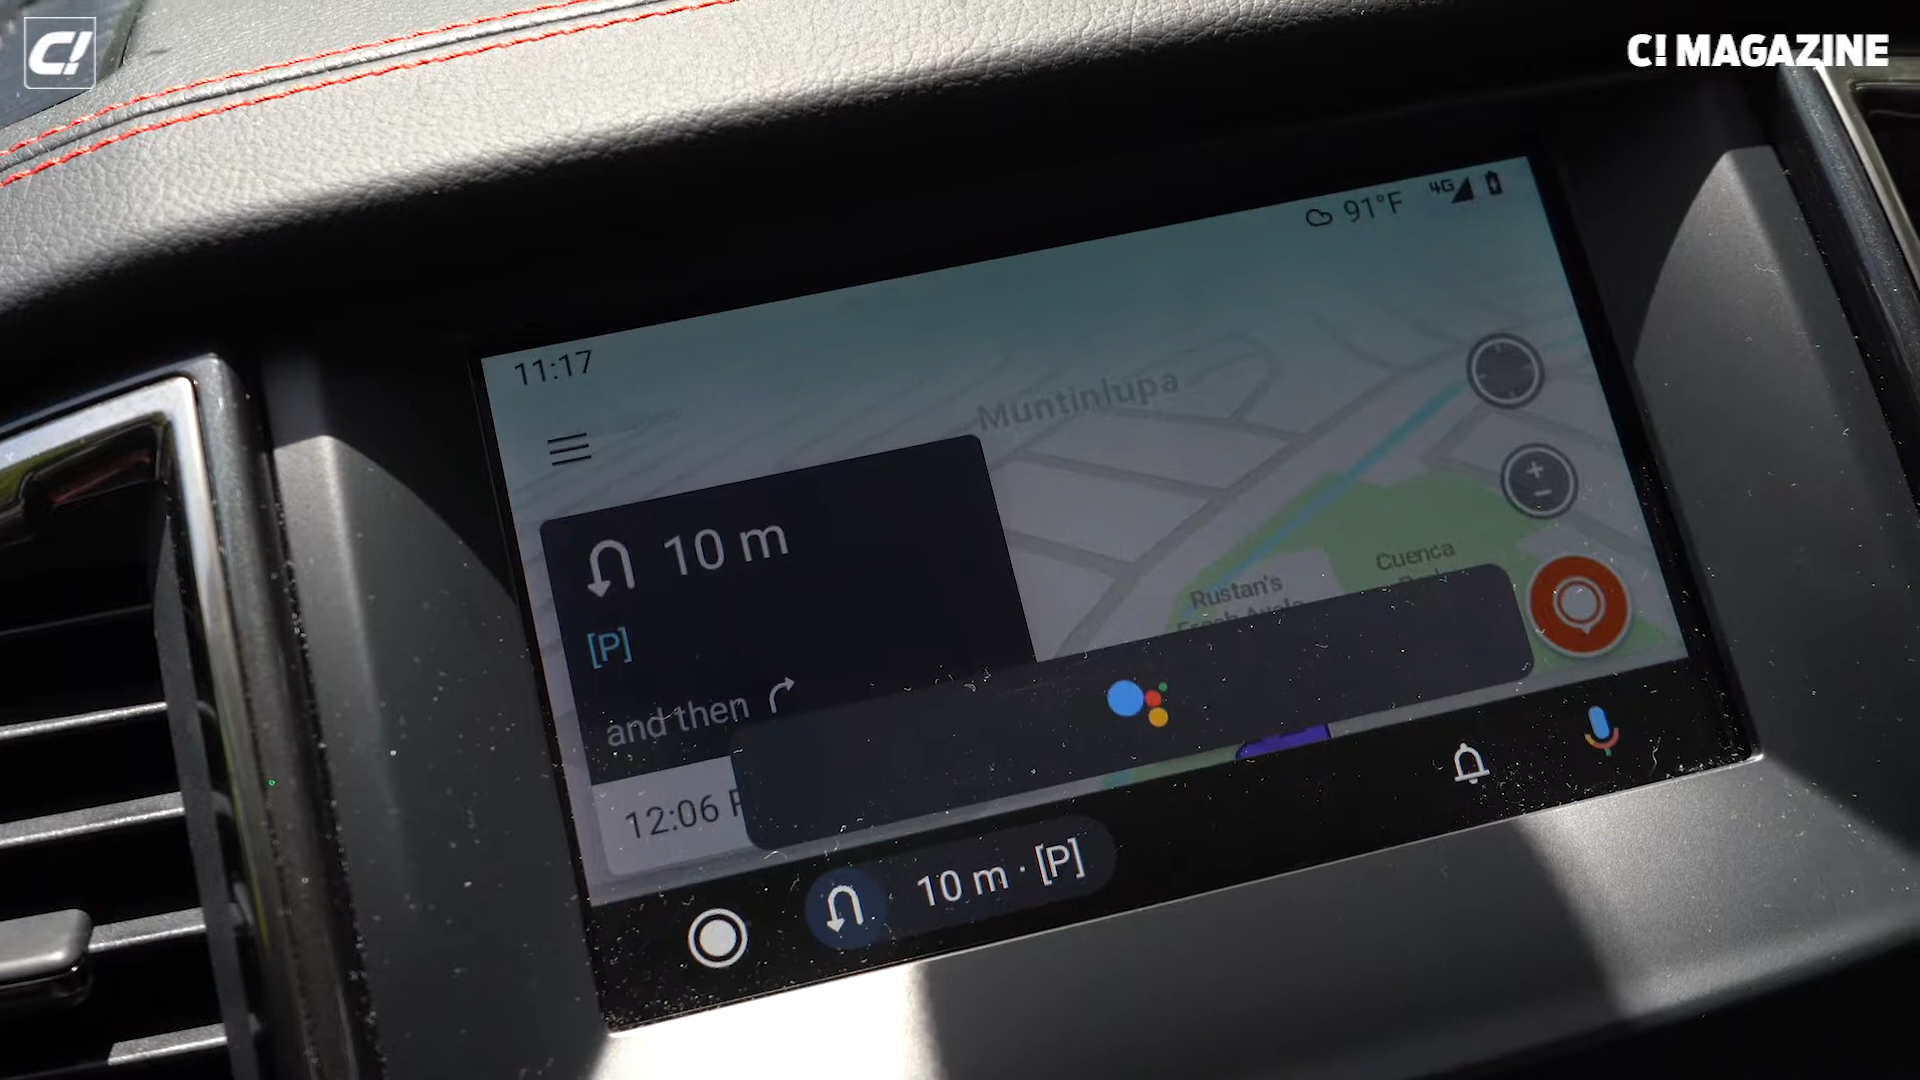 C!
C! MAGAZINE
91°F 4G
11:17
Muntinlupa
10 m
[P]
and then
Cuenca
Rustan's
12:06
10 m · [P]